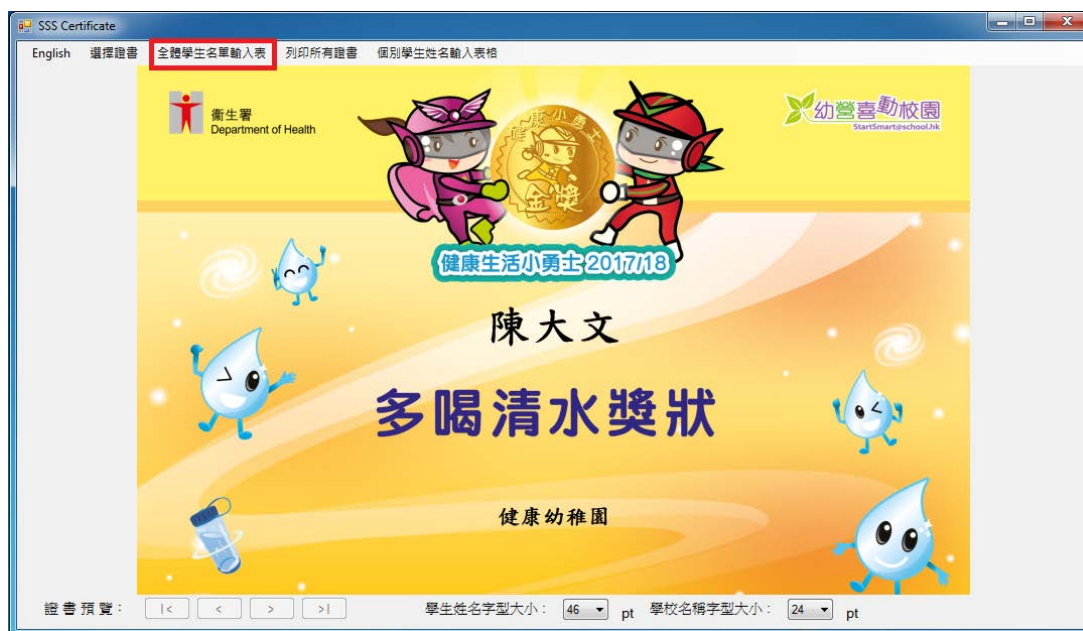 SSS Certificate
English 選擇證書 全體學生名單輸入表 列印所有證書 個別學生姓名輸入表格
衞生署
Department of Health
健康小勇士
金獎
幼營喜動校園
StartSmart@school.hk
健康生活小勇士 2017/18
陳大文
多喝清水獎狀
健康幼稚園
證書預覽： |< < > >| 學生姓名字型大小： 46 pt 學校名稱字型大小： 24 pt